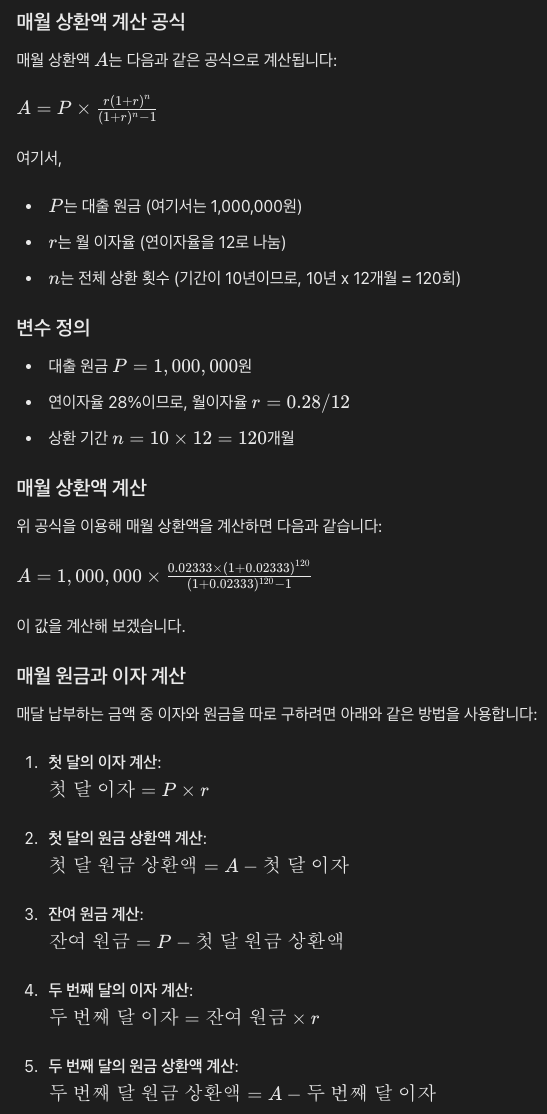 매월 상환액 계산 공식
매월 상환액 A는 다음과 같은 공식으로 계산됩니다:
A = P × r(1+r)^n / (1+r)^n−1
여기서,
• P는 대출 원금 (여기서는 1,000,000원)
• r는 월 이자율 (연이자율을 12로 나눔)
• n는 전체 상환 횟수 (기간이 10년이므로, 10년 x 12개월 = 120회)
변수 정의
• 대출 원금 P = 1,000,000원
• 연이자율 28%이므로, 월이자율 r = 0.28/12
• 상환 기간 n = 10 × 12 = 120개월
매월 상환액 계산
위 공식을 이용해 매월 상환액을 계산하면 다음과 같습니다:
A = 1,000,000 × 0.02333×(1+0.02333)^120 / (1+0.02333)^120−1
이 값을 계산해 보겠습니다.
매월 원금과 이자 계산
매달 납부하는 금액 중 이자와 원금을 따로 구하려면 아래와 같은 방법을 사용합니다:
1. 첫 달의 이자 계산:
첫 달 이자 = P × r
2. 첫 달의 원금 상환액 계산:
첫 달 원금 상환액 = A − 첫 달 이자
3. 잔여 원금 계산:
잔여 원금 = P − 첫 달 원금 상환액
4. 두 번째 달의 이자 계산:
두 번째 달 이자 = 잔여 원금 × r
5. 두 번째 달의 원금 상환액 계산:
두 번째 달 원금 상환액 = A − 두 번째 달 이자